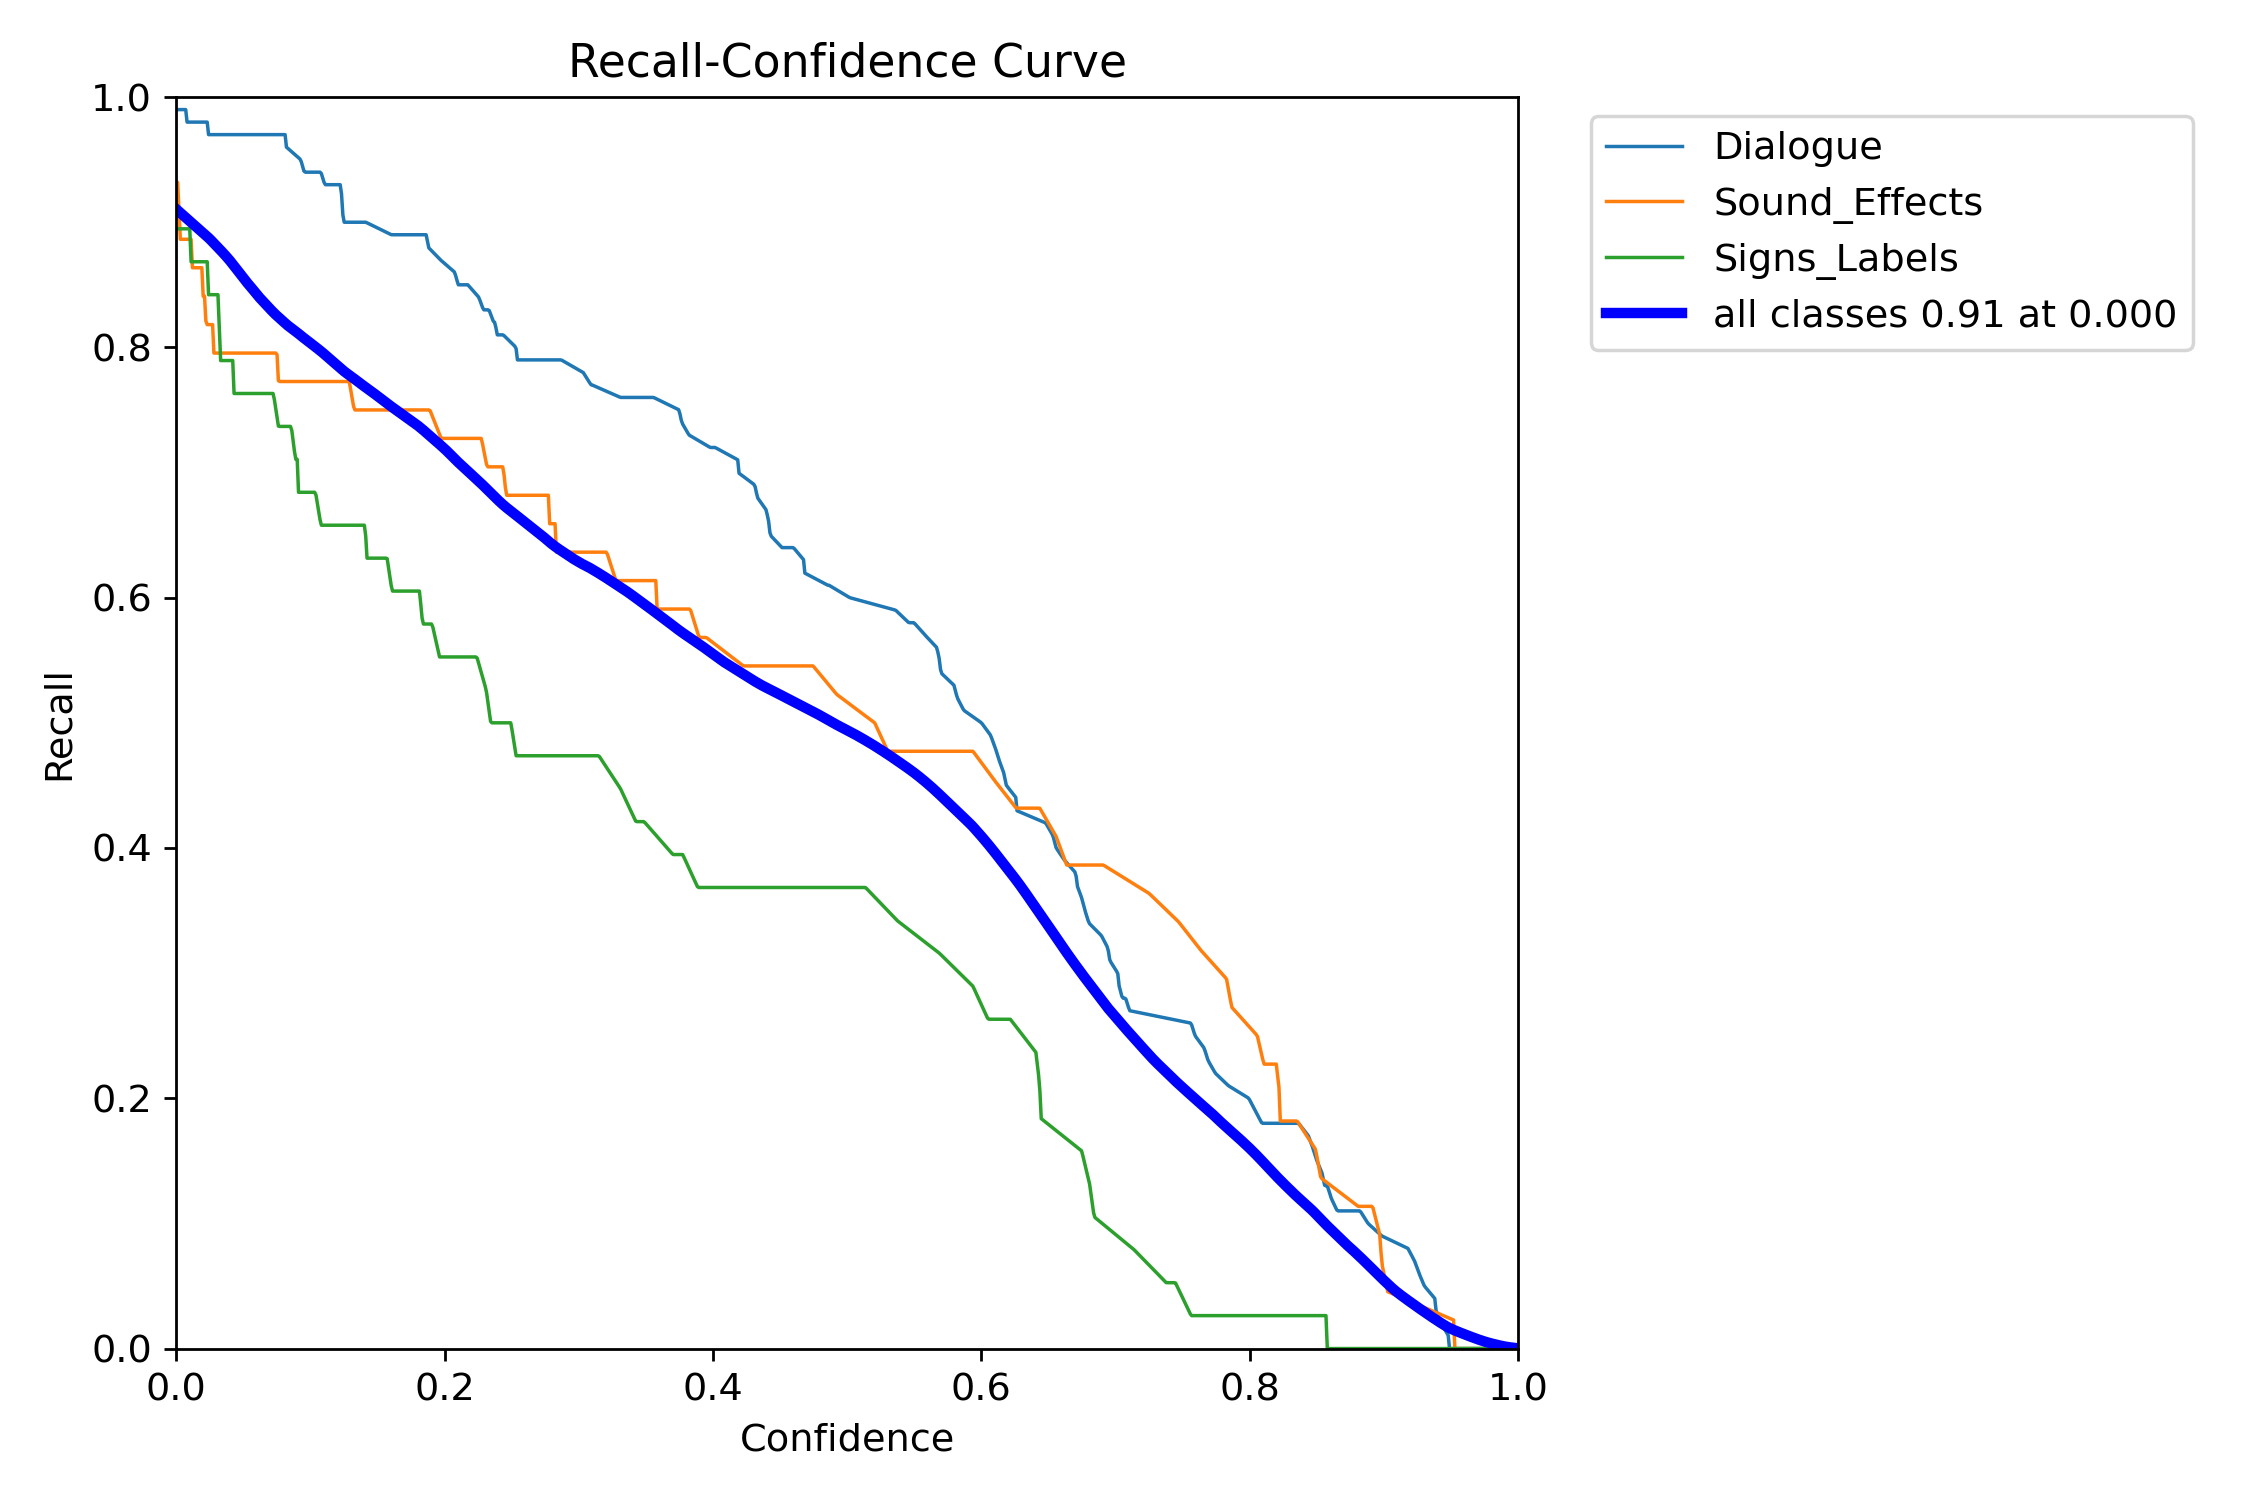 Recall-Confidence Curve
1.0
0.8
0.6
0.4
0.2
0.0
Recall
0.0 0.2 0.4 0.6 0.8 1.0
Confidence
Dialogue
Sound_Effects
Signs_Labels
all classes 0.91 at 0.000